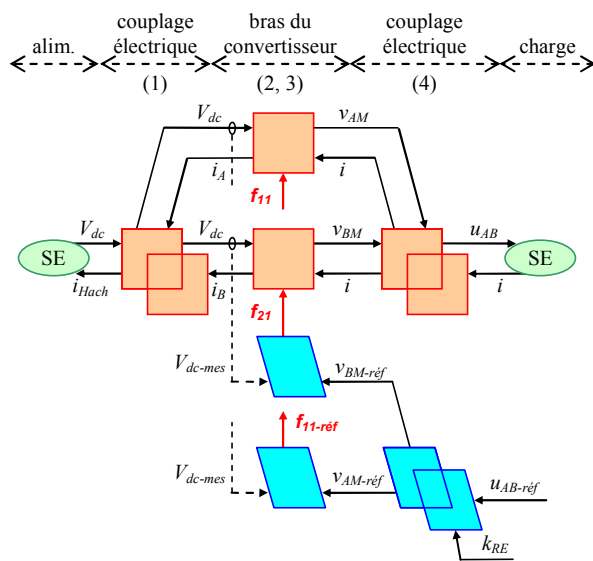 alim.
couplage électrique
bras du convertisseur
couplage électrique
charge
(1)
(2, 3)
(4)
V_dc
v_AM
i_A
i
f_11
V_dc
V_dc
v_BM
u_AB
SE
SE
i_Hach
i_B
i
i
f_21
V_dc-mes
v_BM-réf
f_11-réf
V_dc-mes
v_AM-réf
u_AB-réf
k_RE